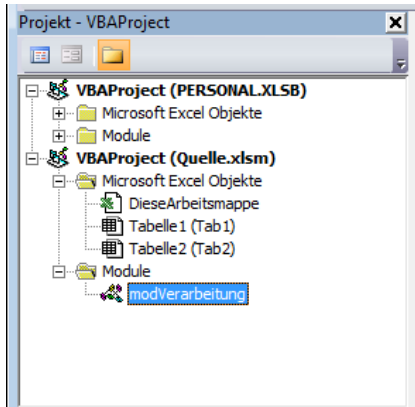 Projekt - VBAProject
VBAProject (PERSONAL.XLSB)
Microsoft Excel Objekte
Module
VBAProject (Quelle.xlsm)
Microsoft Excel Objekte
DieseArbeitsmappe
Tabelle1 (Tab1)
Tabelle2 (Tab2)
Module
modVerarbeitung